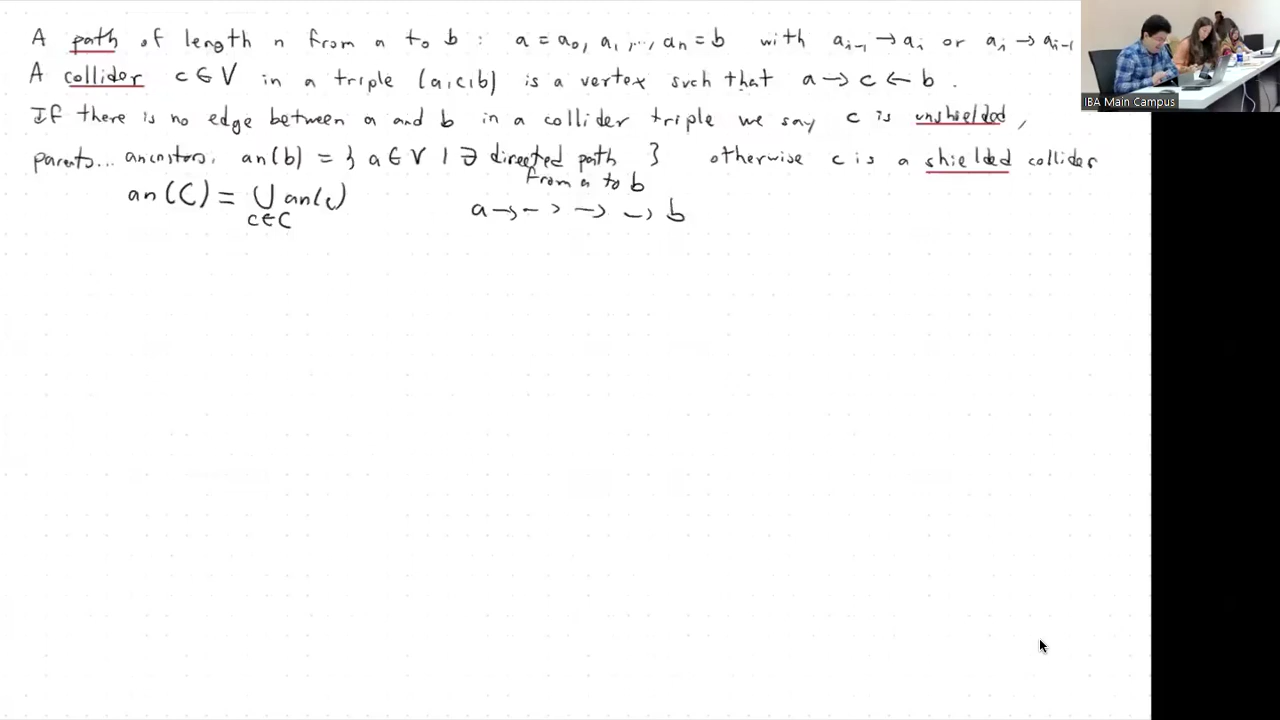 A path of length n from a to b : a = a₀, a₁, ..., aₙ = b with aᵢ₋₁ → aᵢ or aᵢ → aᵢ₋₁
A collider c ∈ V in a triple (a,c,b) is a vertex such that a → c ← b .
If there is no edge between a and b in a collider triple we say c is unshielded,
parents... ancestors. an(b) = { a ∈ V | ∃ directed path from a to b } otherwise c is a shielded collider
an(C) = ⋃ c∈C an(c)
a → → → → b
IBA Main Campus